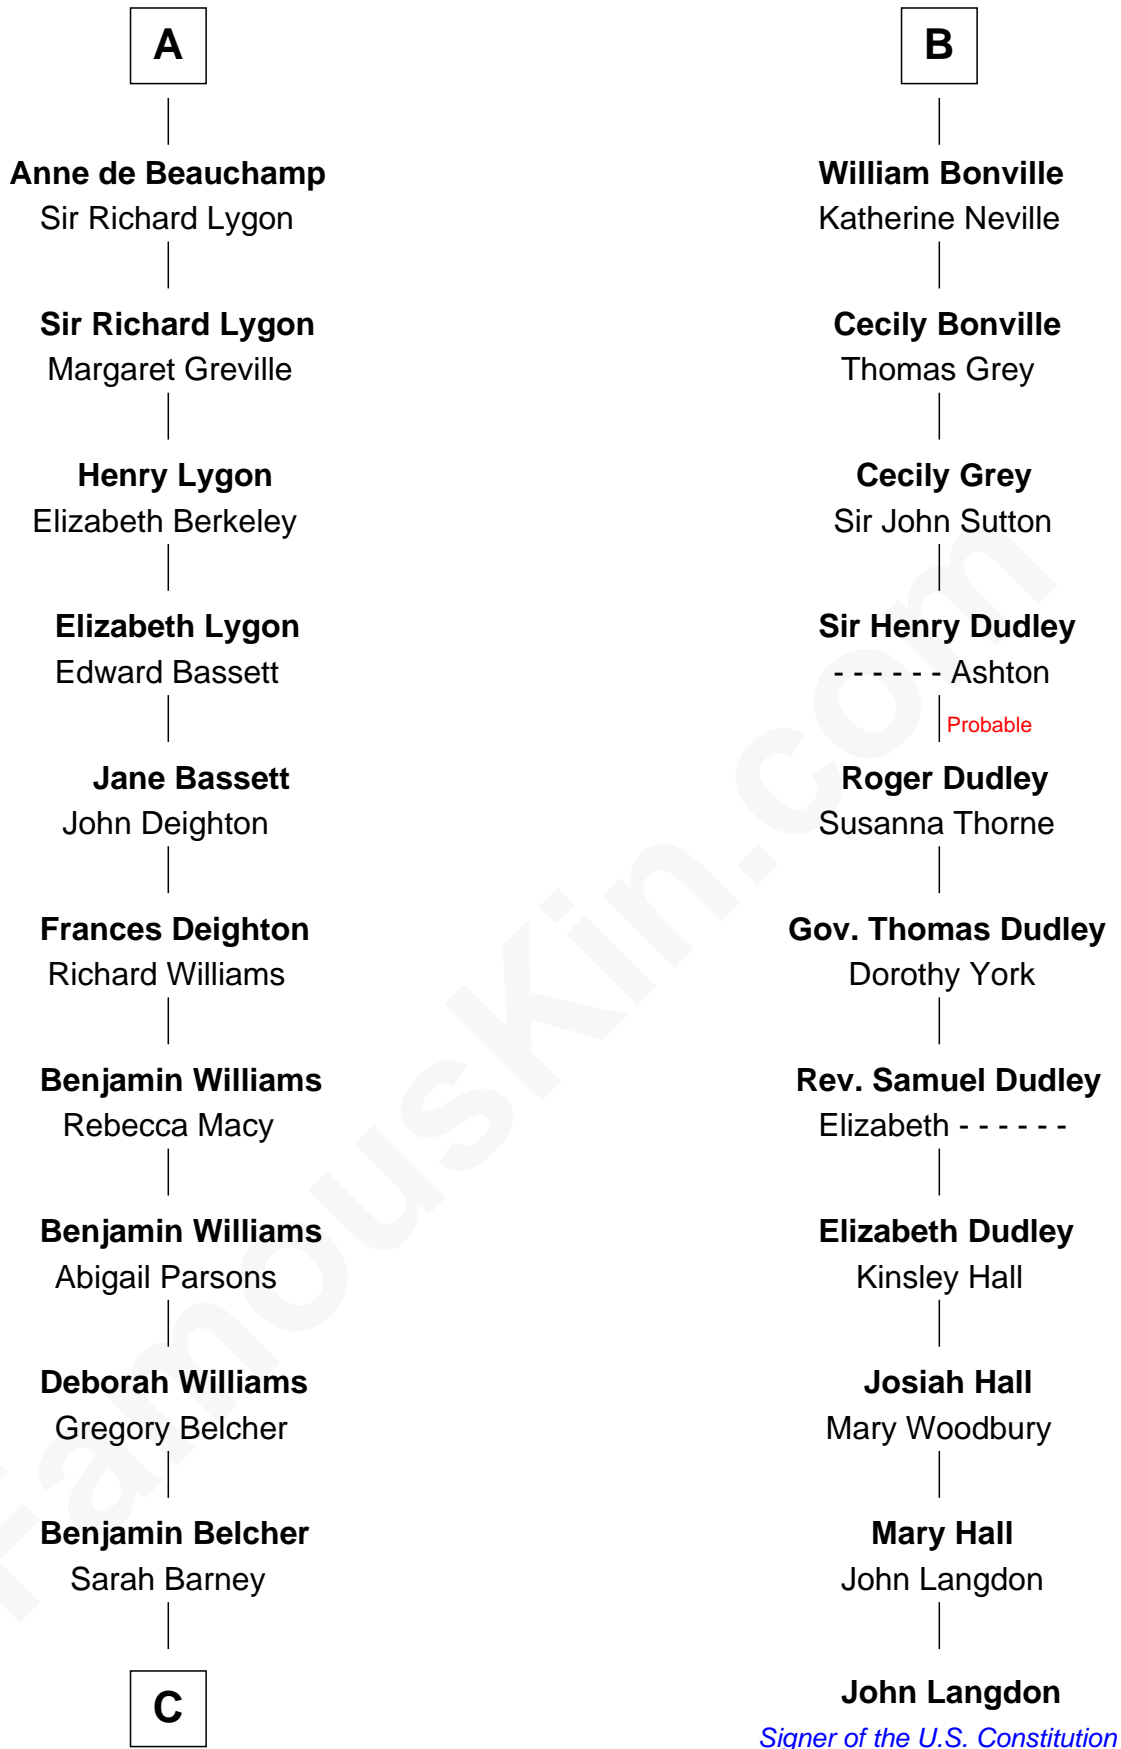 A
Anne de Beauchamp
Sir Richard Lygon
Sir Richard Lygon
Margaret Greville
Henry Lygon
Elizabeth Berkeley
Elizabeth Lygon
Edward Bassett
Jane Bassett
John Deighton
Frances Deighton
Richard Williams
Benjamin Williams
Rebecca Macy
Benjamin Williams
Abigail Parsons
Deborah Williams
Gregory Belcher
Benjamin Belcher
Sarah Barney
C
B
William Bonville
Katherine Neville
Cecily Bonville
Thomas Grey
Cecily Grey
Sir John Sutton
Sir Henry Dudley
- - - - - - Ashton
Probable
Roger Dudley
Susanna Thorne
Gov. Thomas Dudley
Dorothy York
Rev. Samuel Dudley
Elizabeth - - - - - -
Elizabeth Dudley
Kinsley Hall
Josiah Hall
Mary Woodbury
Mary Hall
John Langdon
John Langdon
Signer of the U.S. Constitution
FamousKin.com